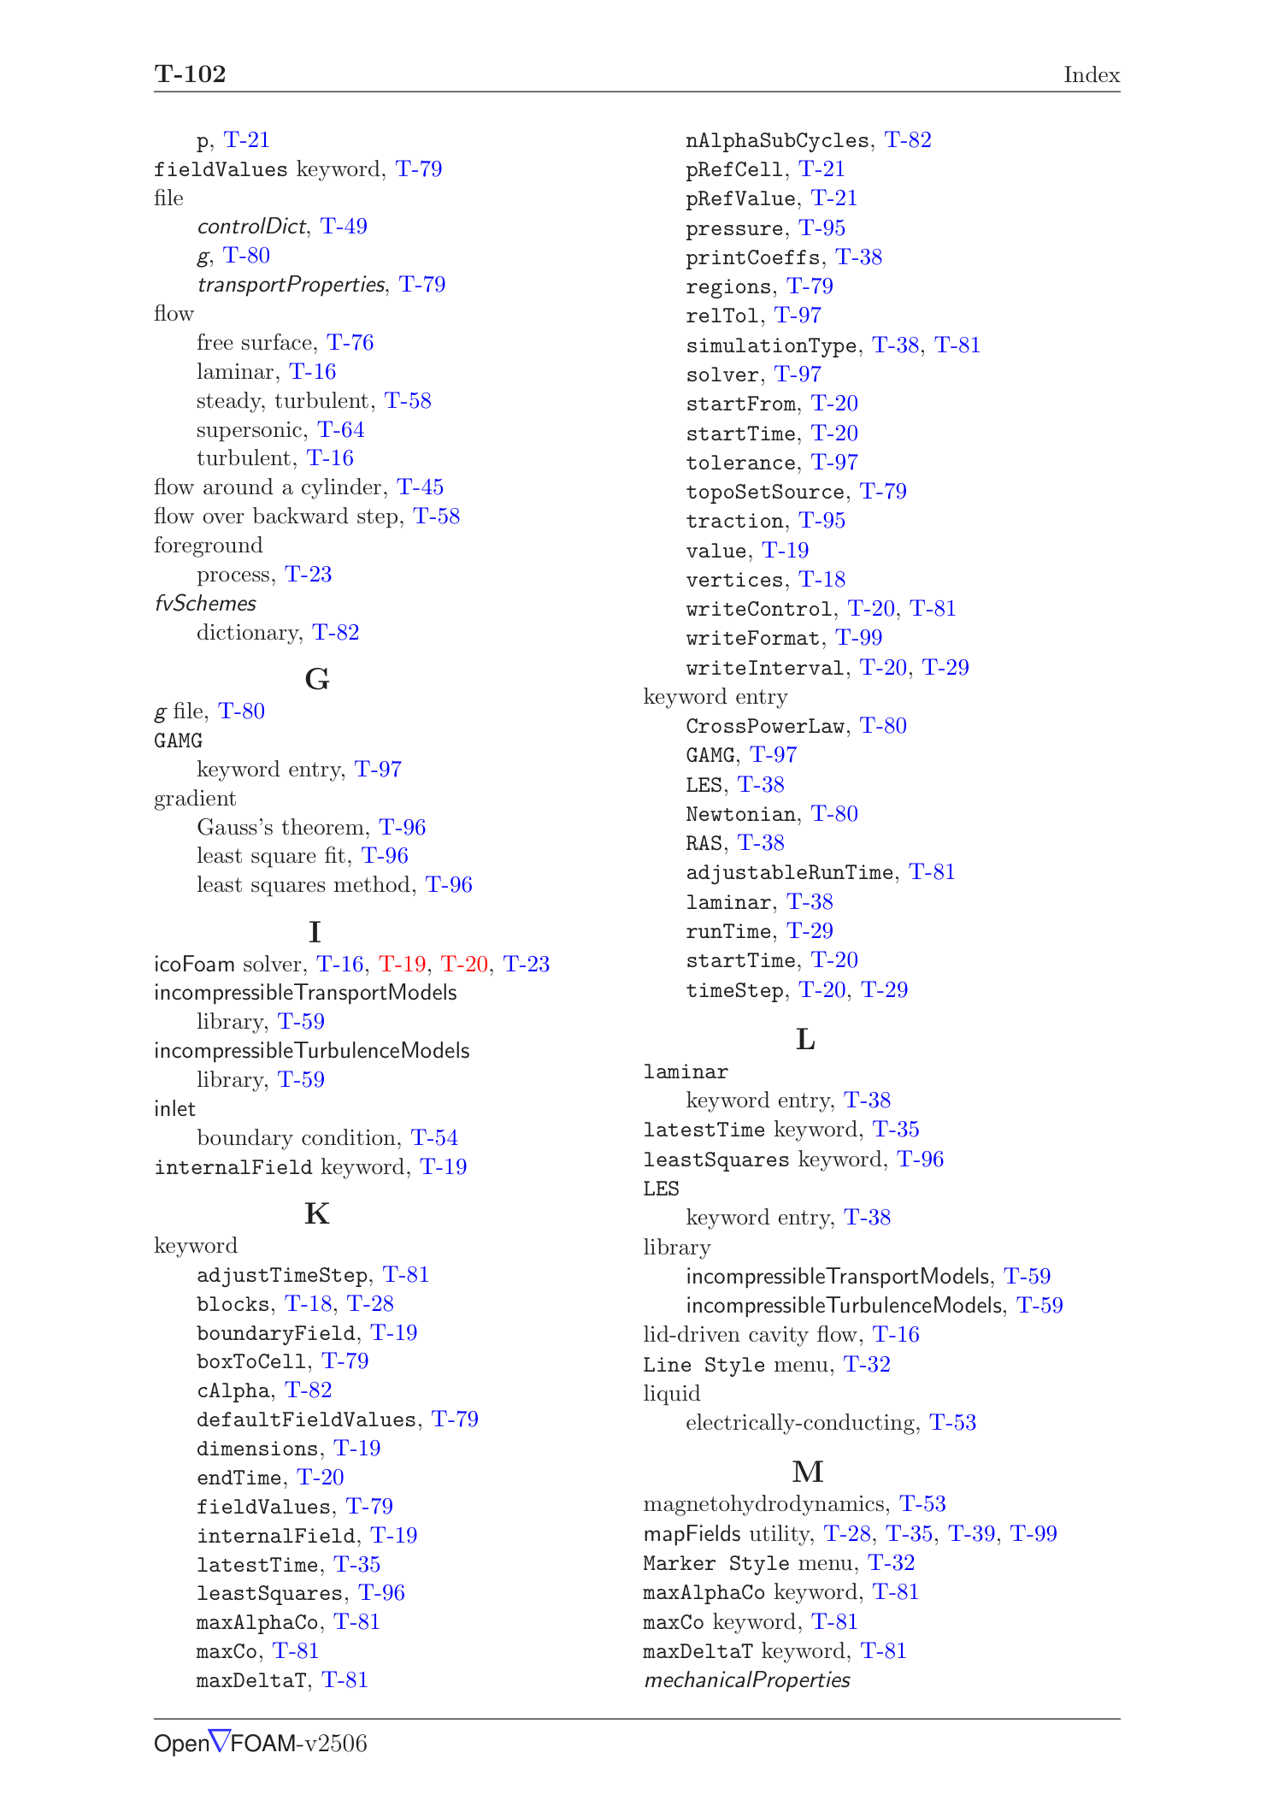 T-102 Index
p, T-21
fieldValues keyword, T-79
file
controlDict, T-49
g, T-80
transportProperties, T-79
flow
free surface, T-76
laminar, T-16
steady, turbulent, T-58
supersonic, T-64
turbulent, T-16
flow around a cylinder, T-45
flow over backward step, T-58
foreground
process, T-23
fvSchemes
dictionary, T-82
G
g file, T-80
GAMG
keyword entry, T-97
gradient
Gauss's theorem, T-96
least square fit, T-96
least squares method, T-96
I
icoFoam solver, T-16, T-19, T-20, T-23
incompressibleTransportModels
library, T-59
incompressibleTurbulenceModels
library, T-59
inlet
boundary condition, T-54
internalField keyword, T-19
K
keyword
adjustTimeStep, T-81
blocks, T-18, T-28
boundaryField, T-19
boxToCell, T-79
cAlpha, T-82
defaultFieldValues, T-79
dimensions, T-19
endTime, T-20
fieldValues, T-79
internalField, T-19
latestTime, T-35
leastSquares, T-96
maxAlphaCo, T-81
maxCo, T-81
maxDeltaT, T-81
nAlphaSubCycles, T-82
pRefCell, T-21
pRefValue, T-21
pressure, T-95
printCoeffs, T-38
regions, T-79
relTol, T-97
simulationType, T-38, T-81
solver, T-97
startFrom, T-20
startTime, T-20
tolerance, T-97
topoSetSource, T-79
traction, T-95
value, T-19
vertices, T-18
writeControl, T-20, T-81
writeFormat, T-99
writeInterval, T-20, T-29
keyword entry
CrossPowerLaw, T-80
GAMG, T-97
LES, T-38
Newtonian, T-80
RAS, T-38
adjustableRunTime, T-81
laminar, T-38
runTime, T-29
startTime, T-20
timeStep, T-20, T-29
L
laminar
keyword entry, T-38
latestTime keyword, T-35
leastSquares keyword, T-96
LES
keyword entry, T-38
library
incompressibleTransportModels, T-59
incompressibleTurbulenceModels, T-59
lid-driven cavity flow, T-16
Line Style menu, T-32
liquid
electrically-conducting, T-53
M
magnetohydrodynamics, T-53
mapFields utility, T-28, T-35, T-39, T-99
Marker Style menu, T-32
maxAlphaCo keyword, T-81
maxCo keyword, T-81
maxDeltaT keyword, T-81
mechanicalProperties
Open▽FOAM-v2506